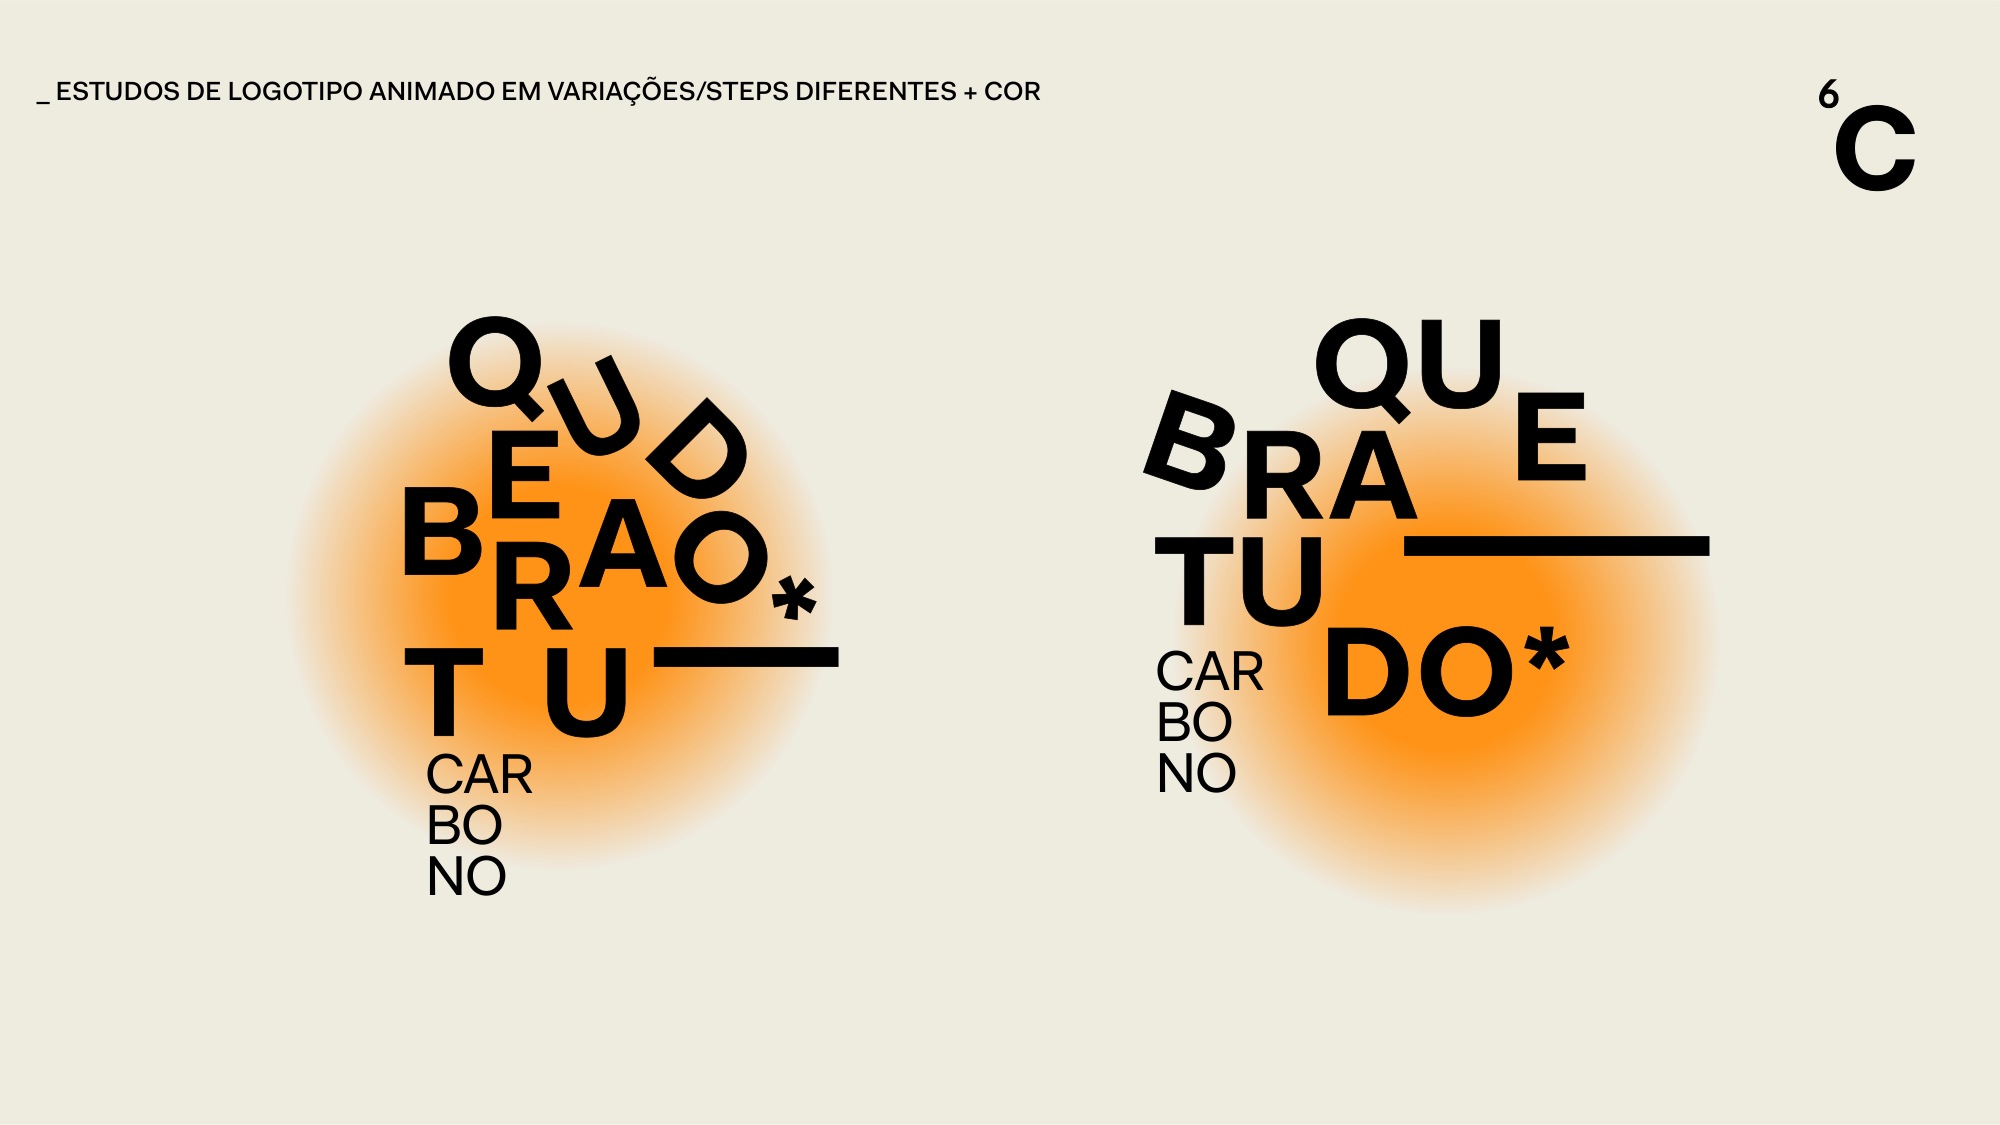 _ ESTUDOS DE LOGOTIPO ANIMADO EM VARIAÇÕES/STEPS DIFERENTES + COR
6
C
Q
U
D
E
B
A
O
R
*
T U
CAR
BO
NO
QU
E
BRA
TU
DO*
CAR
BO
NO